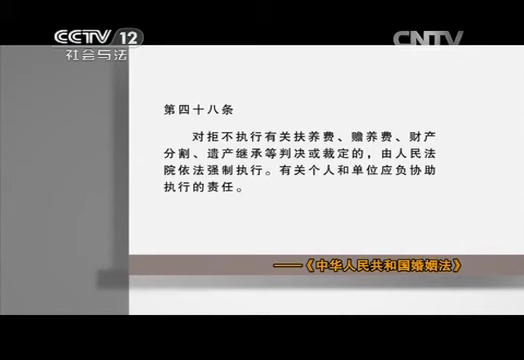 CCTV 12
社会与法
CNTV
第四十八条
对拒不执行有关扶养费、赡养费、财产
分割、遗产继承等判决或裁定的，由人民法
院依法强制执行。有关个人和单位应负协助
执行的责任。
——《中华人民共和国婚姻法》